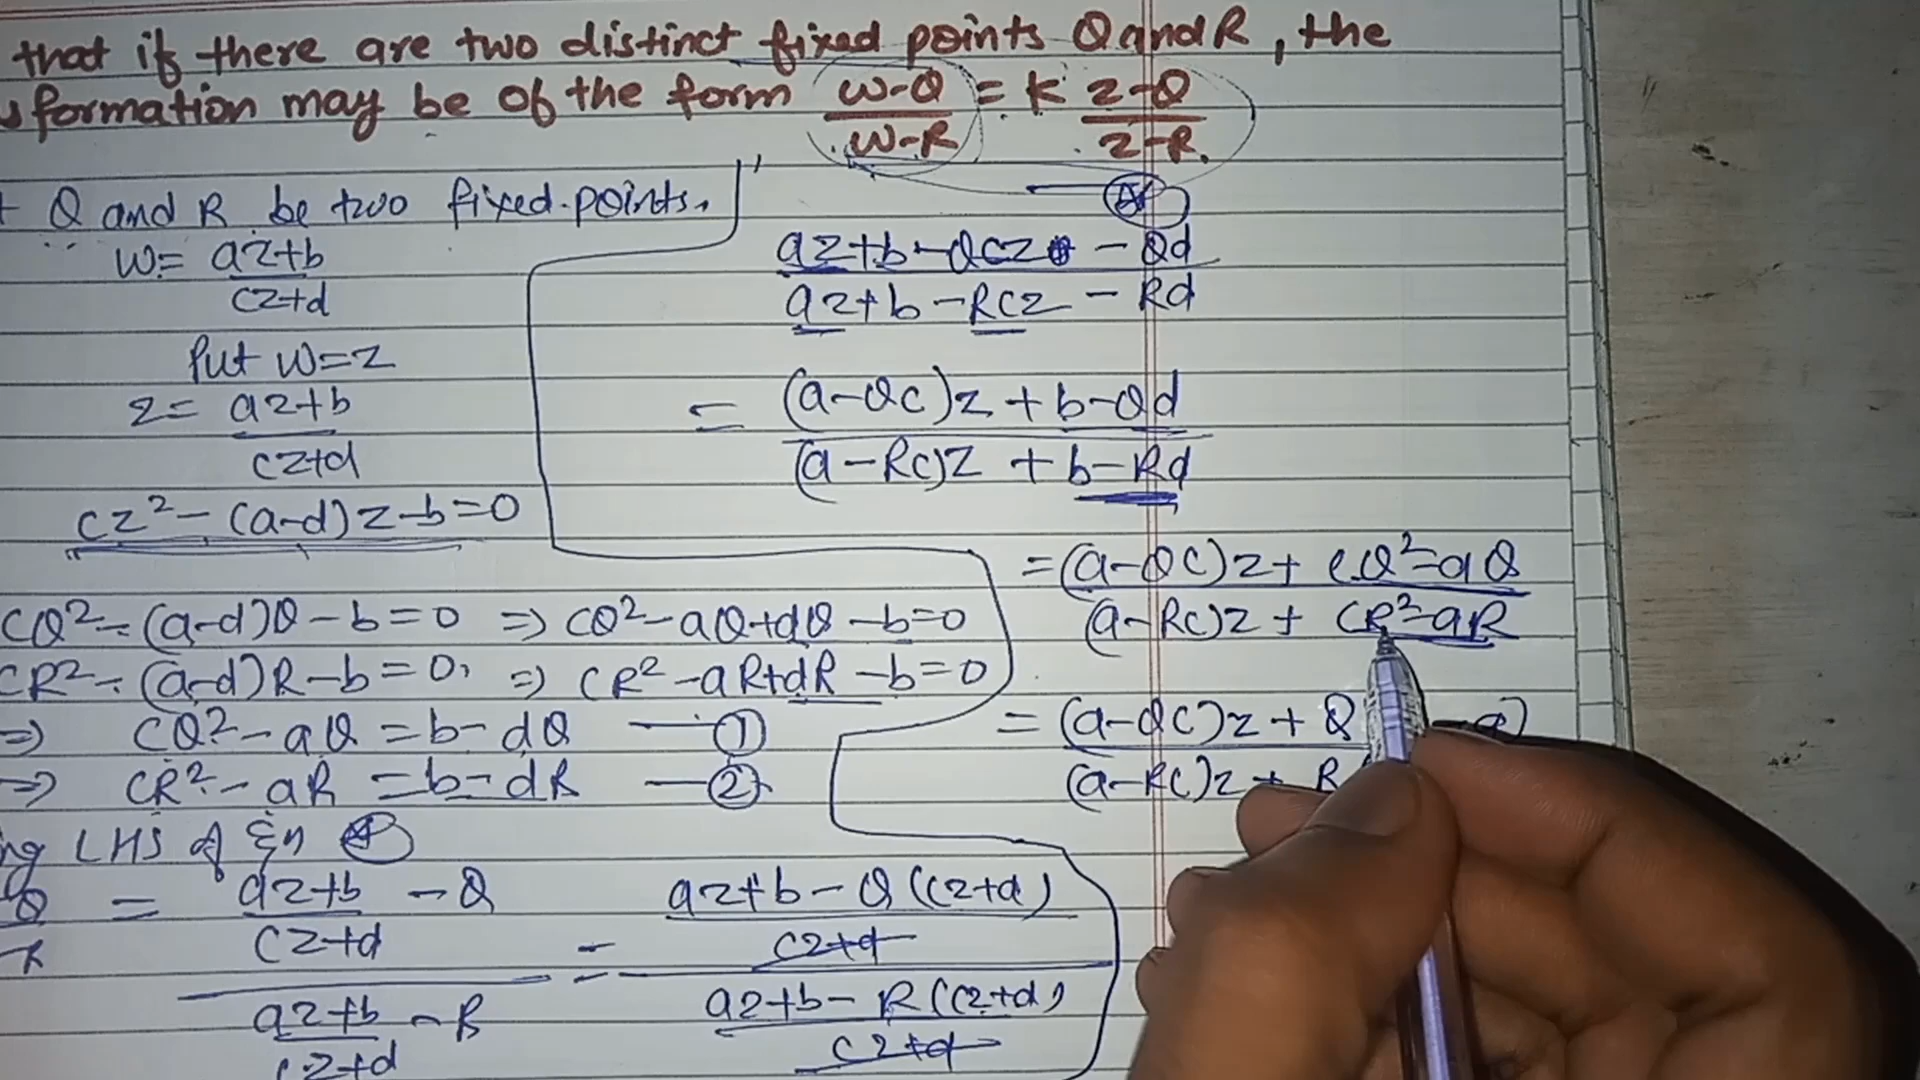 that if there are two distinct fixed points Q and R, the
sformation may be of the form (w-Q)/(w-R) = k (z-Q)/(z-R)
Q and R be two fixed points.
w = (az+b)/(cz+d)
Put w=z
z = (az+b)/(cz+d)
cz² - (a-d)z - b = 0
cQ² - (a-d)Q - b = 0 ⇒ cQ² - aQ + dQ - b = 0
cR² - (a-d)R - b = 0, ⇒ cR² - aR + dR - b = 0
⇒ cQ² - aQ = b - dQ — ①
⇒ cR² - aR = b - dR — ②
ng LHS of Eq
Q = (az+b)/(cz+d) - Q = (az+b - Q(cz+d))/(cz+d)
R (az+b)/(cz+d) - R (az+b - R(cz+d))/(cz+d)
az+b - Qcz - Qd
az+b - Rcz - Rd
= (a-Qc)z + b-Qd
(a-Rc)z + b-Rd
= (a-Qc)z + cQ²-aQ
(a-Rc)z + cR²-aR
= (a-Qc)z + Q -a)
(a-Rc)z + R